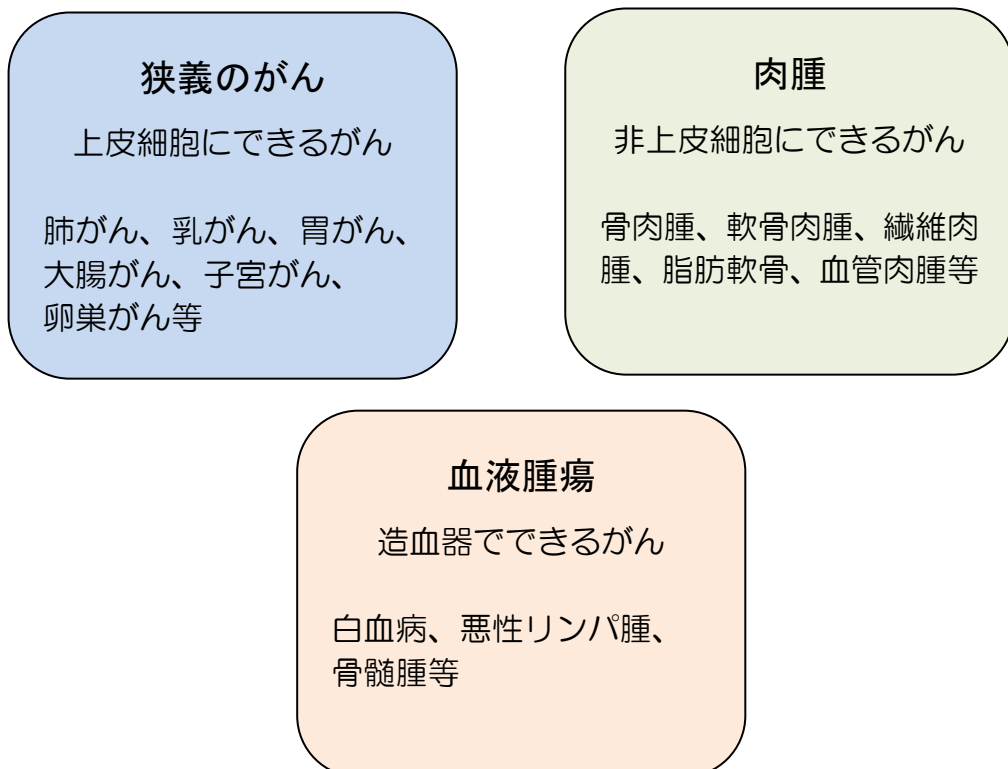 狭義のがん
上皮細胞にできるがん
肺がん、乳がん、胃がん、
大腸がん、子宮がん、
卵巣がん等
肉腫
非上皮細胞にできるがん
骨肉腫、軟骨肉腫、繊維肉
腫、脂肪軟骨、血管肉腫等
血液腫瘍
造血器でできるがん
白血病、悪性リンパ腫、
骨髄腫等